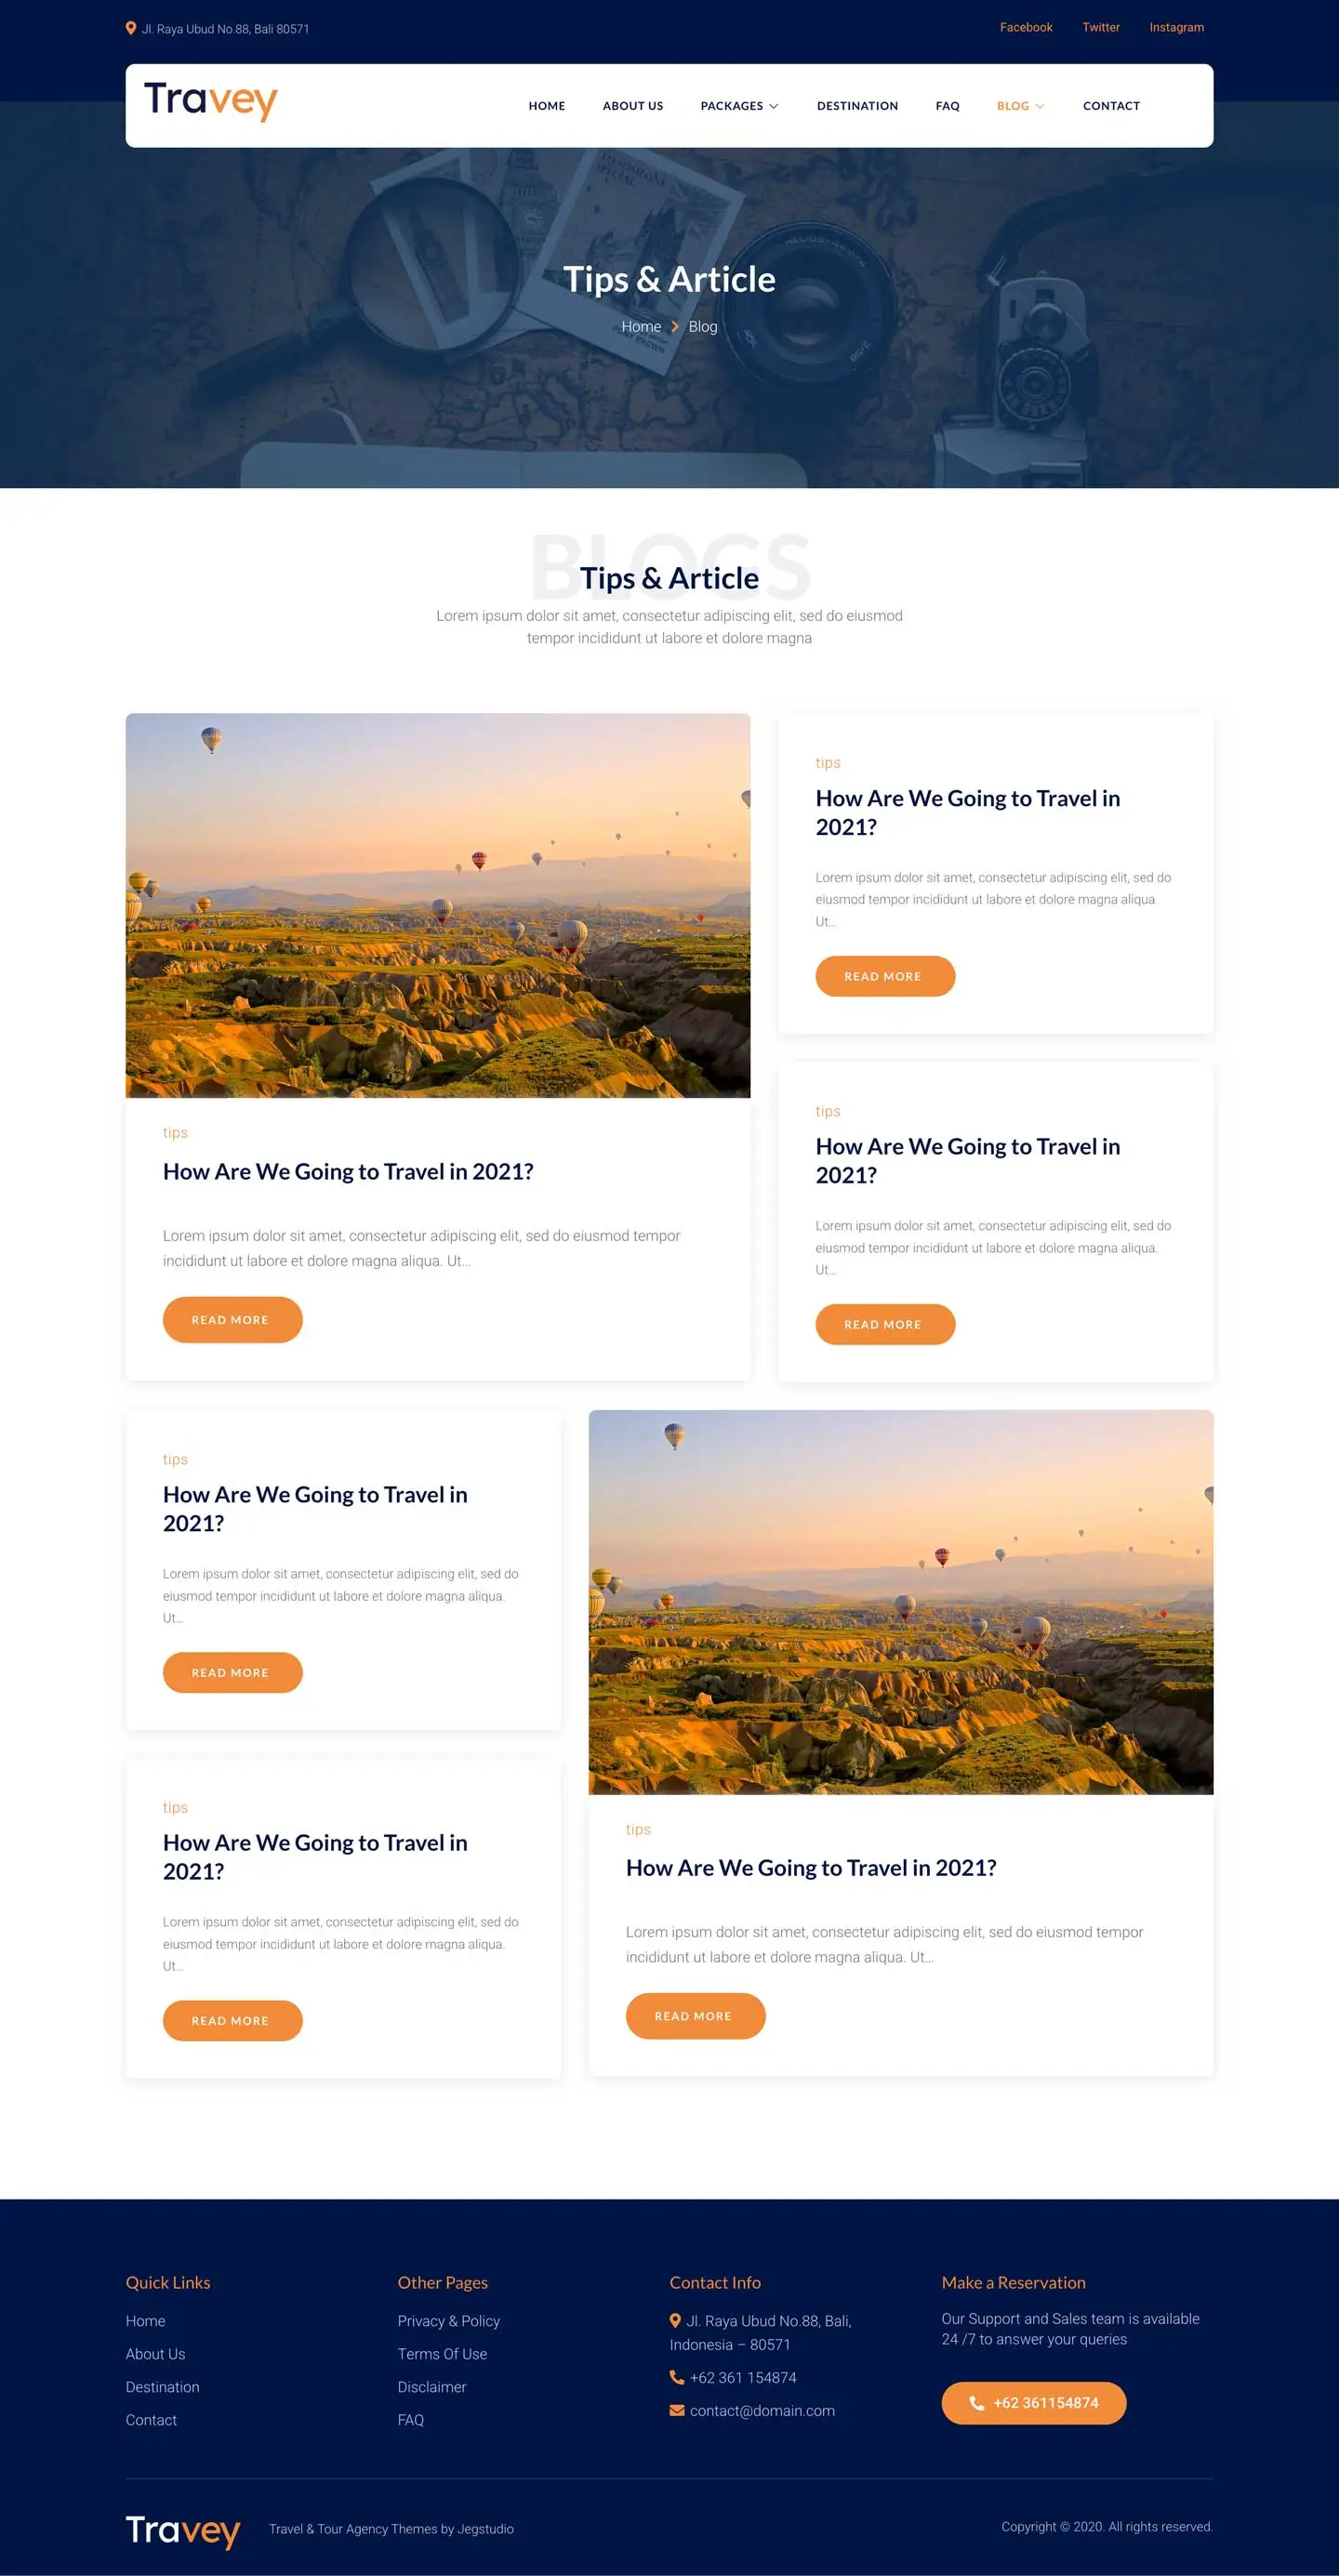 Jl. Raya Ubud No.88, Bali 80571
Facebook Twitter Instagram
Travey
HOME ABOUT US PACKAGES DESTINATION FAQ BLOG CONTACT
Tips & Article
Home Blog
BLOGS
Tips & Article
Lorem ipsum dolor sit amet, consectetur adipiscing elit, sed do eiusmod
tempor incididunt ut labore et dolore magna
tips
How Are We Going to Travel in 2021?
Lorem ipsum dolor sit amet, consectetur adipiscing elit, sed do eiusmod tempor
incididunt ut labore et dolore magna aliqua. Ut...
READ MORE
tips
How Are We Going to Travel in
2021?
Lorem ipsum dolor sit amet, consectetur adipiscing elit, sed do
eiusmod tempor incididunt ut labore et dolore magna aliqua.
Ut...
READ MORE
tips
How Are We Going to Travel in
2021?
Lorem ipsum dolor sit amet, consectetur adipiscing elit, sed do
eiusmod tempor incididunt ut labore et dolore magna aliqua.
Ut...
READ MORE
tips
How Are We Going to Travel in
2021?
Lorem ipsum dolor sit amet, consectetur adipiscing elit, sed do
eiusmod tempor incididunt ut labore et dolore magna aliqua.
Ut...
READ MORE
tips
How Are We Going to Travel in
2021?
Lorem ipsum dolor sit amet, consectetur adipiscing elit, sed do
eiusmod tempor incididunt ut labore et dolore magna aliqua.
Ut...
READ MORE
tips
How Are We Going to Travel in 2021?
Lorem ipsum dolor sit amet, consectetur adipiscing elit, sed do eiusmod tempor
incididunt ut labore et dolore magna aliqua. Ut...
READ MORE
Quick Links
Home
About Us
Destination
Contact
Other Pages
Privacy & Policy
Terms Of Use
Disclaimer
FAQ
Contact Info
Jl. Raya Ubud No.88, Bali,
Indonesia – 80571
+62 361 154874
contact@domain.com
Make a Reservation
Our Support and Sales team is available
24 /7 to answer your queries
+62 361154874
Travey
Travel & Tour Agency Themes by Jegstudio
Copyright © 2020. All rights reserved.